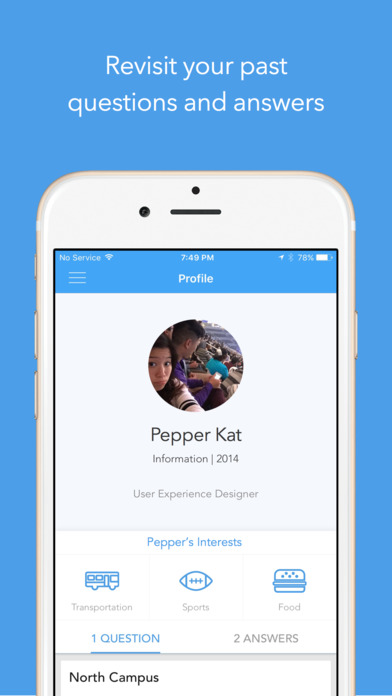 Revisit your past
questions and answers
No Service 7:49 PM 78%
Profile
Pepper Kat
Information | 2014
User Experience Designer
Pepper's Interests
Transportation Sports Food
1 QUESTION 2 ANSWERS
North Campus